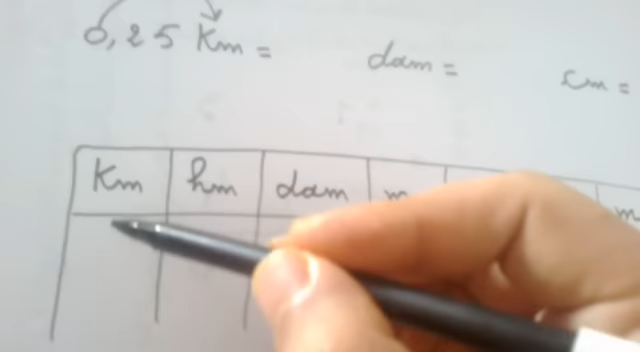 0,25 Km =        dam =        cm =
Km hm dam m m